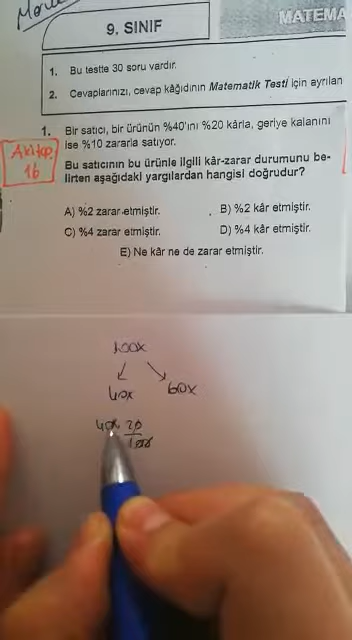 9. SINIF
MATEMA
1. Bu testte 30 soru vardır.
2. Cevaplarınızı, cevap kâğıdının Matematik Testi için ayrılan
1. Bir satıcı, bir ürünün %40'ını %20 kârla, geriye kalanını
ise %10 zararla satıyor.
16
Bu satıcının bu ürünle ilgili kâr-zarar durumunu be-
lirten aşağıdaki yargılardan hangisi doğrudur?
A) %2 zarar etmiştir.
B) %2 kâr etmiştir.
C) %4 zarar etmiştir.
D) %4 kâr etmiştir.
E) Ne kâr ne de zarar etmiştir.
100x
40x 60x
40x 20
100